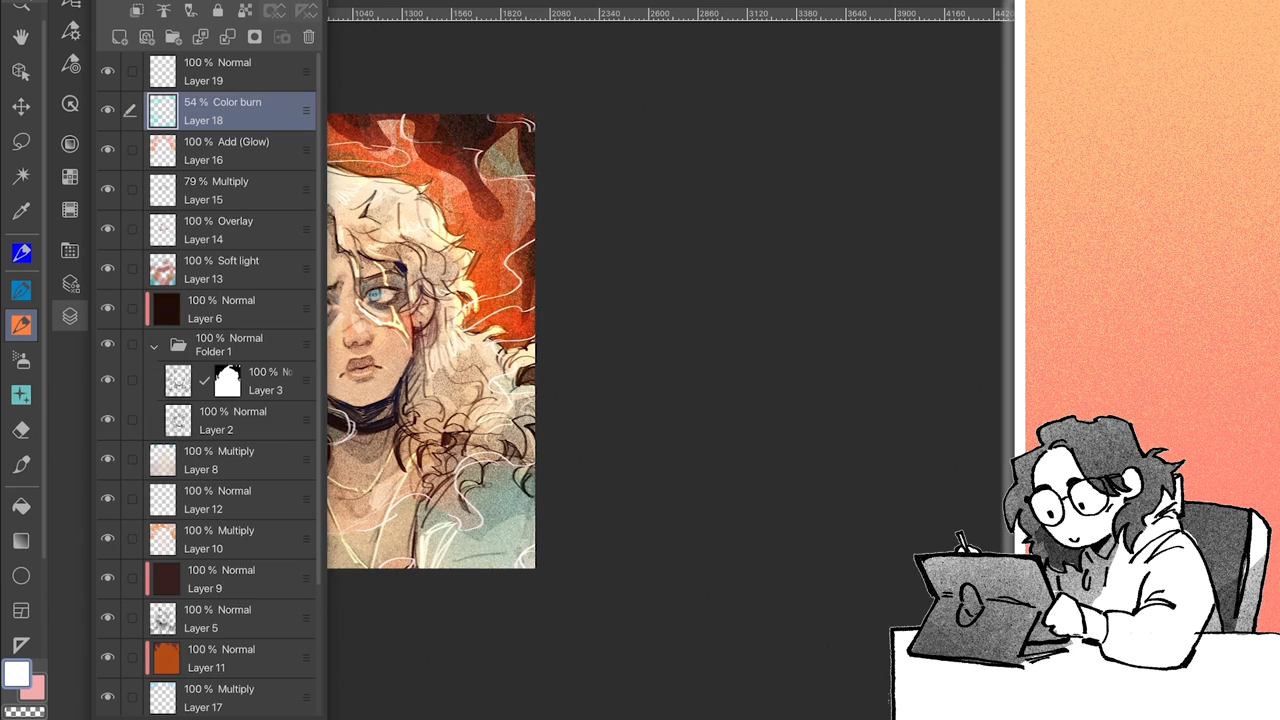 1040 1300 1560 1820 2080 2340 2600 2860 3120 3380 3640 3900 4160 4420
100 % Normal
Layer 19
54 % Color burn
Layer 18
100 % Add (Glow)
Layer 16
79 % Multiply
Layer 15
100 % Overlay
Layer 14
100 % Soft light
Layer 13
100 % Normal
Layer 6
100 % Normal
Folder 1
100 % No
Layer 3
100 % Normal
Layer 2
100 % Multiply
Layer 8
100 % Normal
Layer 12
100 % Multiply
Layer 10
100 % Normal
Layer 9
100 % Normal
Layer 5
100 % Normal
Layer 11
100 % Multiply
Layer 17